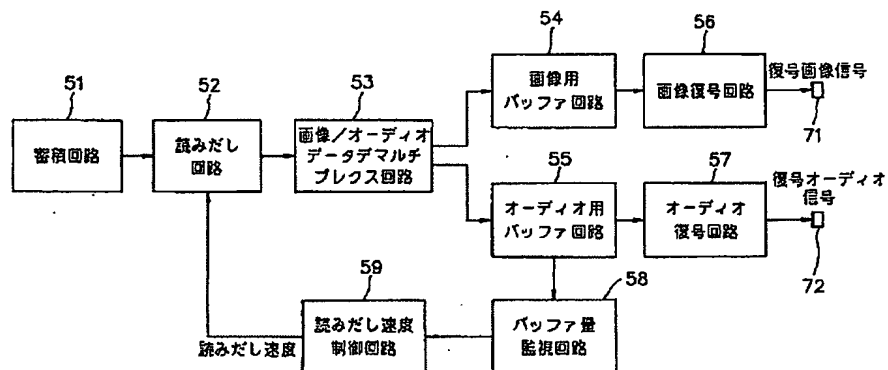 51
蓄積回路
52
読みだし
回路
53
画像／オーディオ
データデマルチ
プレクス回路
54
画像用
バッファ回路
56
画像復号回路
復号画像信号
71
55
オーディオ用
バッファ回路
57
オーディオ
復号回路
復号オーディオ
信号
72
59
読みだし速度
制御回路
読みだし速度
58
バッファ量
監視回路